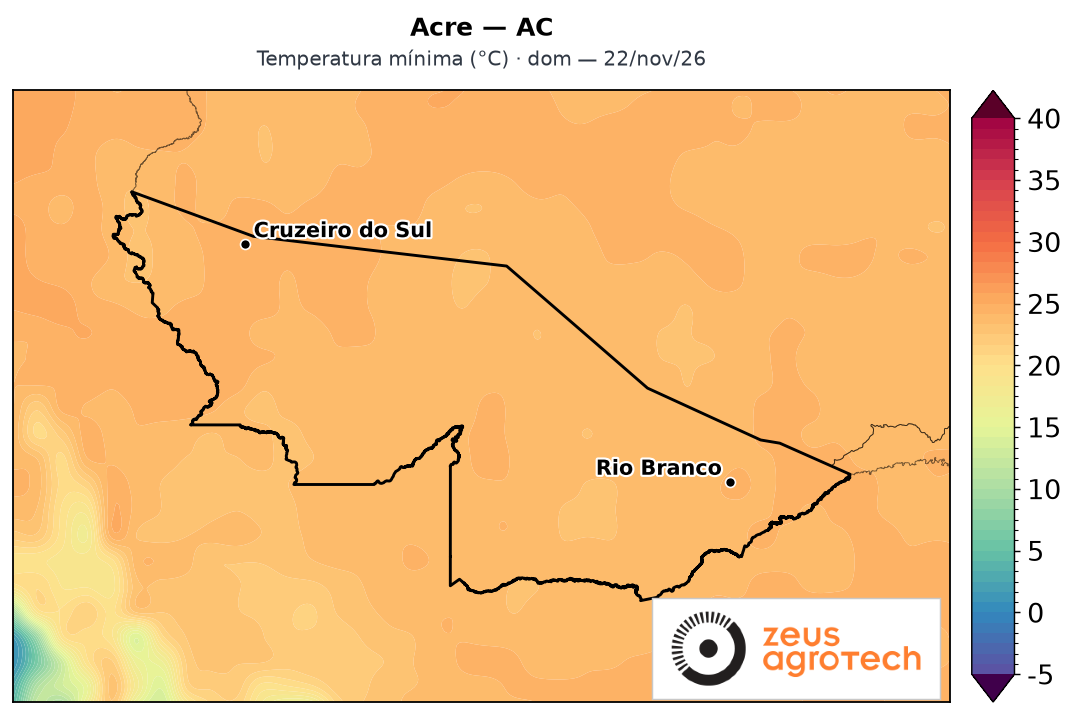 Acre — AC
Temperatura mínima (°C) · dom — 22/nov/26
Cruzeiro do Sul
Rio Branco
zeus
agrotech
40
35
30
25
20
15
10
5
0
-5